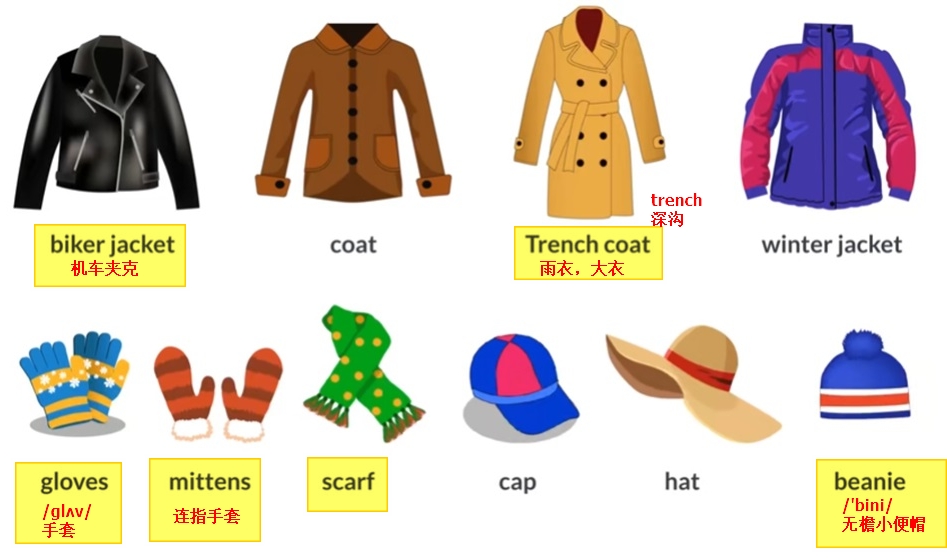 trench
深沟
biker jacket
机车夹克
coat
Trench coat
雨衣，大衣
winter jacket
gloves
/glʌv/
手套
mittens
连指手套
scarf
cap
hat
beanie
/'bini/
无檐小便帽